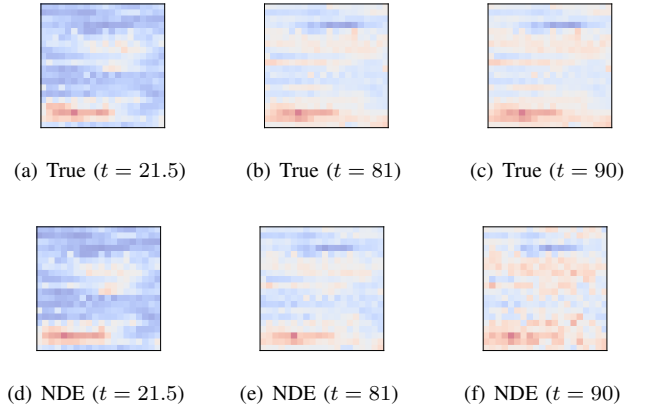 (a) True (t = 21.5)
(b) True (t = 81)
(c) True (t = 90)
(d) NDE (t = 21.5)
(e) NDE (t = 81)
(f) NDE (t = 90)